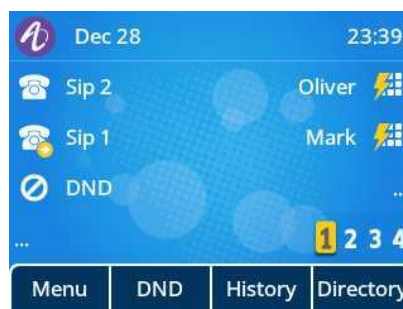 Dec 28 23:39
Sip 2 Oliver
Sip 1 Mark
DND ..
...
1 2 3 4
Menu DND History Directory